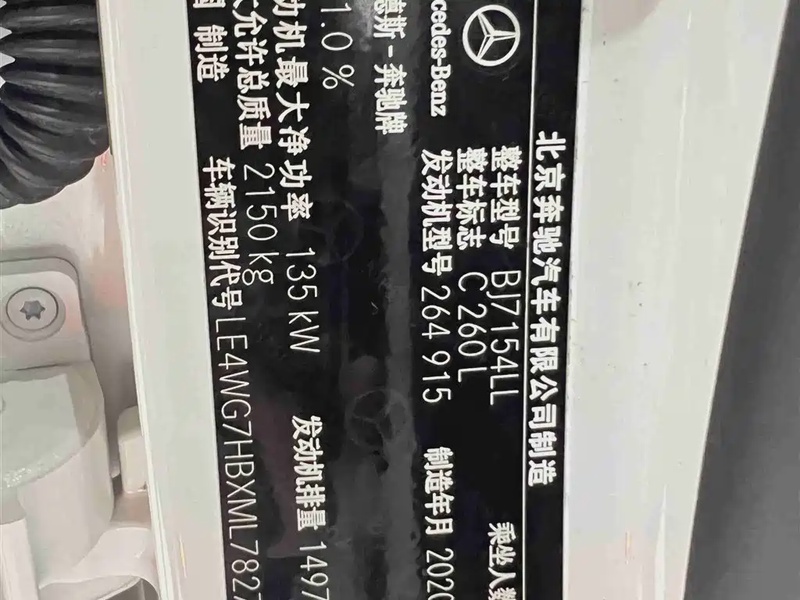 北京奔驰汽车有限公司制造
整车型号 BJ7154LL 乘坐人数
整车标志 C 260 L
发动机型号 264 915 制造年月 2020
Mercedes-Benz
德斯-奔驰牌
1.0 %
动机最大净功率 135 kW 发动机排量 1497
允许总质量 2150 kg
制造 车辆识别代号 LE4WG7HBXML782